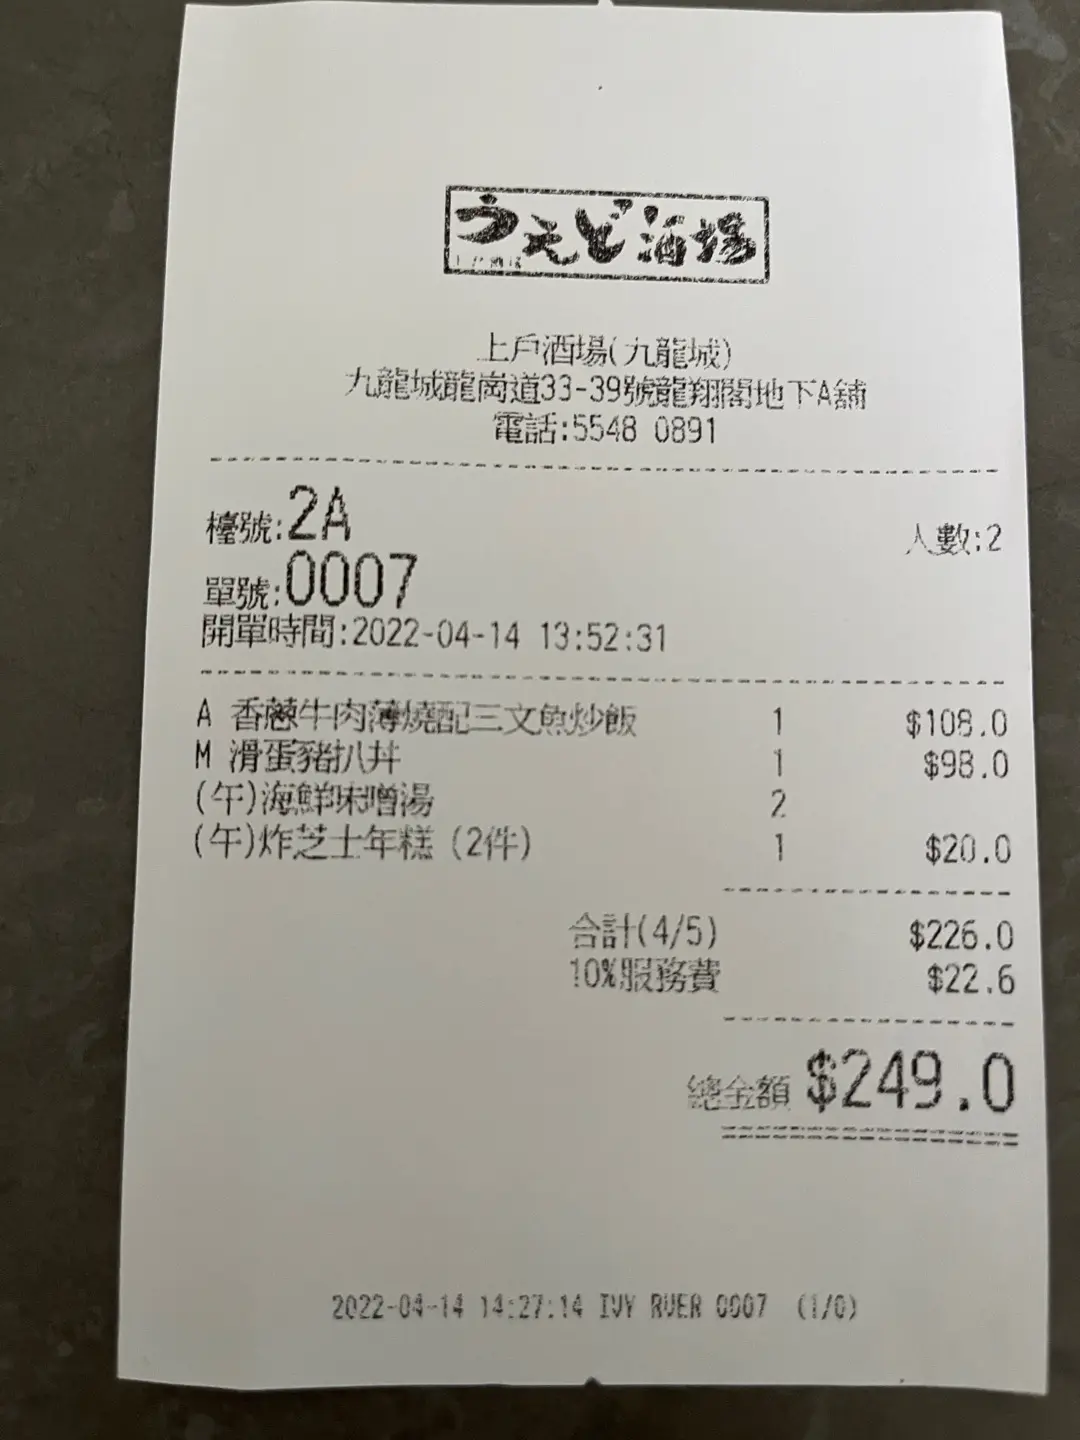 うえど酒場
上戶酒場(九龍城)
九龍城龍崗道33-39號龍翔閣地下A舖
電話:5548 0891
檯號:2A 人數:2
單號:0007
開單時間:2022-04-14 13:52:31
A 香蔥牛肉薄燒配三文魚炒飯 1 $108.0
M 滑蛋豬扒丼 1 $98.0
(午)海鮮味噌湯 2
(午)炸芝士年糕 (2件) 1 $20.0
合計(4/5) $226.0
10%服務費 $22.6
總金額 $249.0
2022-04-14 14:27:14 IVY RVER 0007 (1/0)